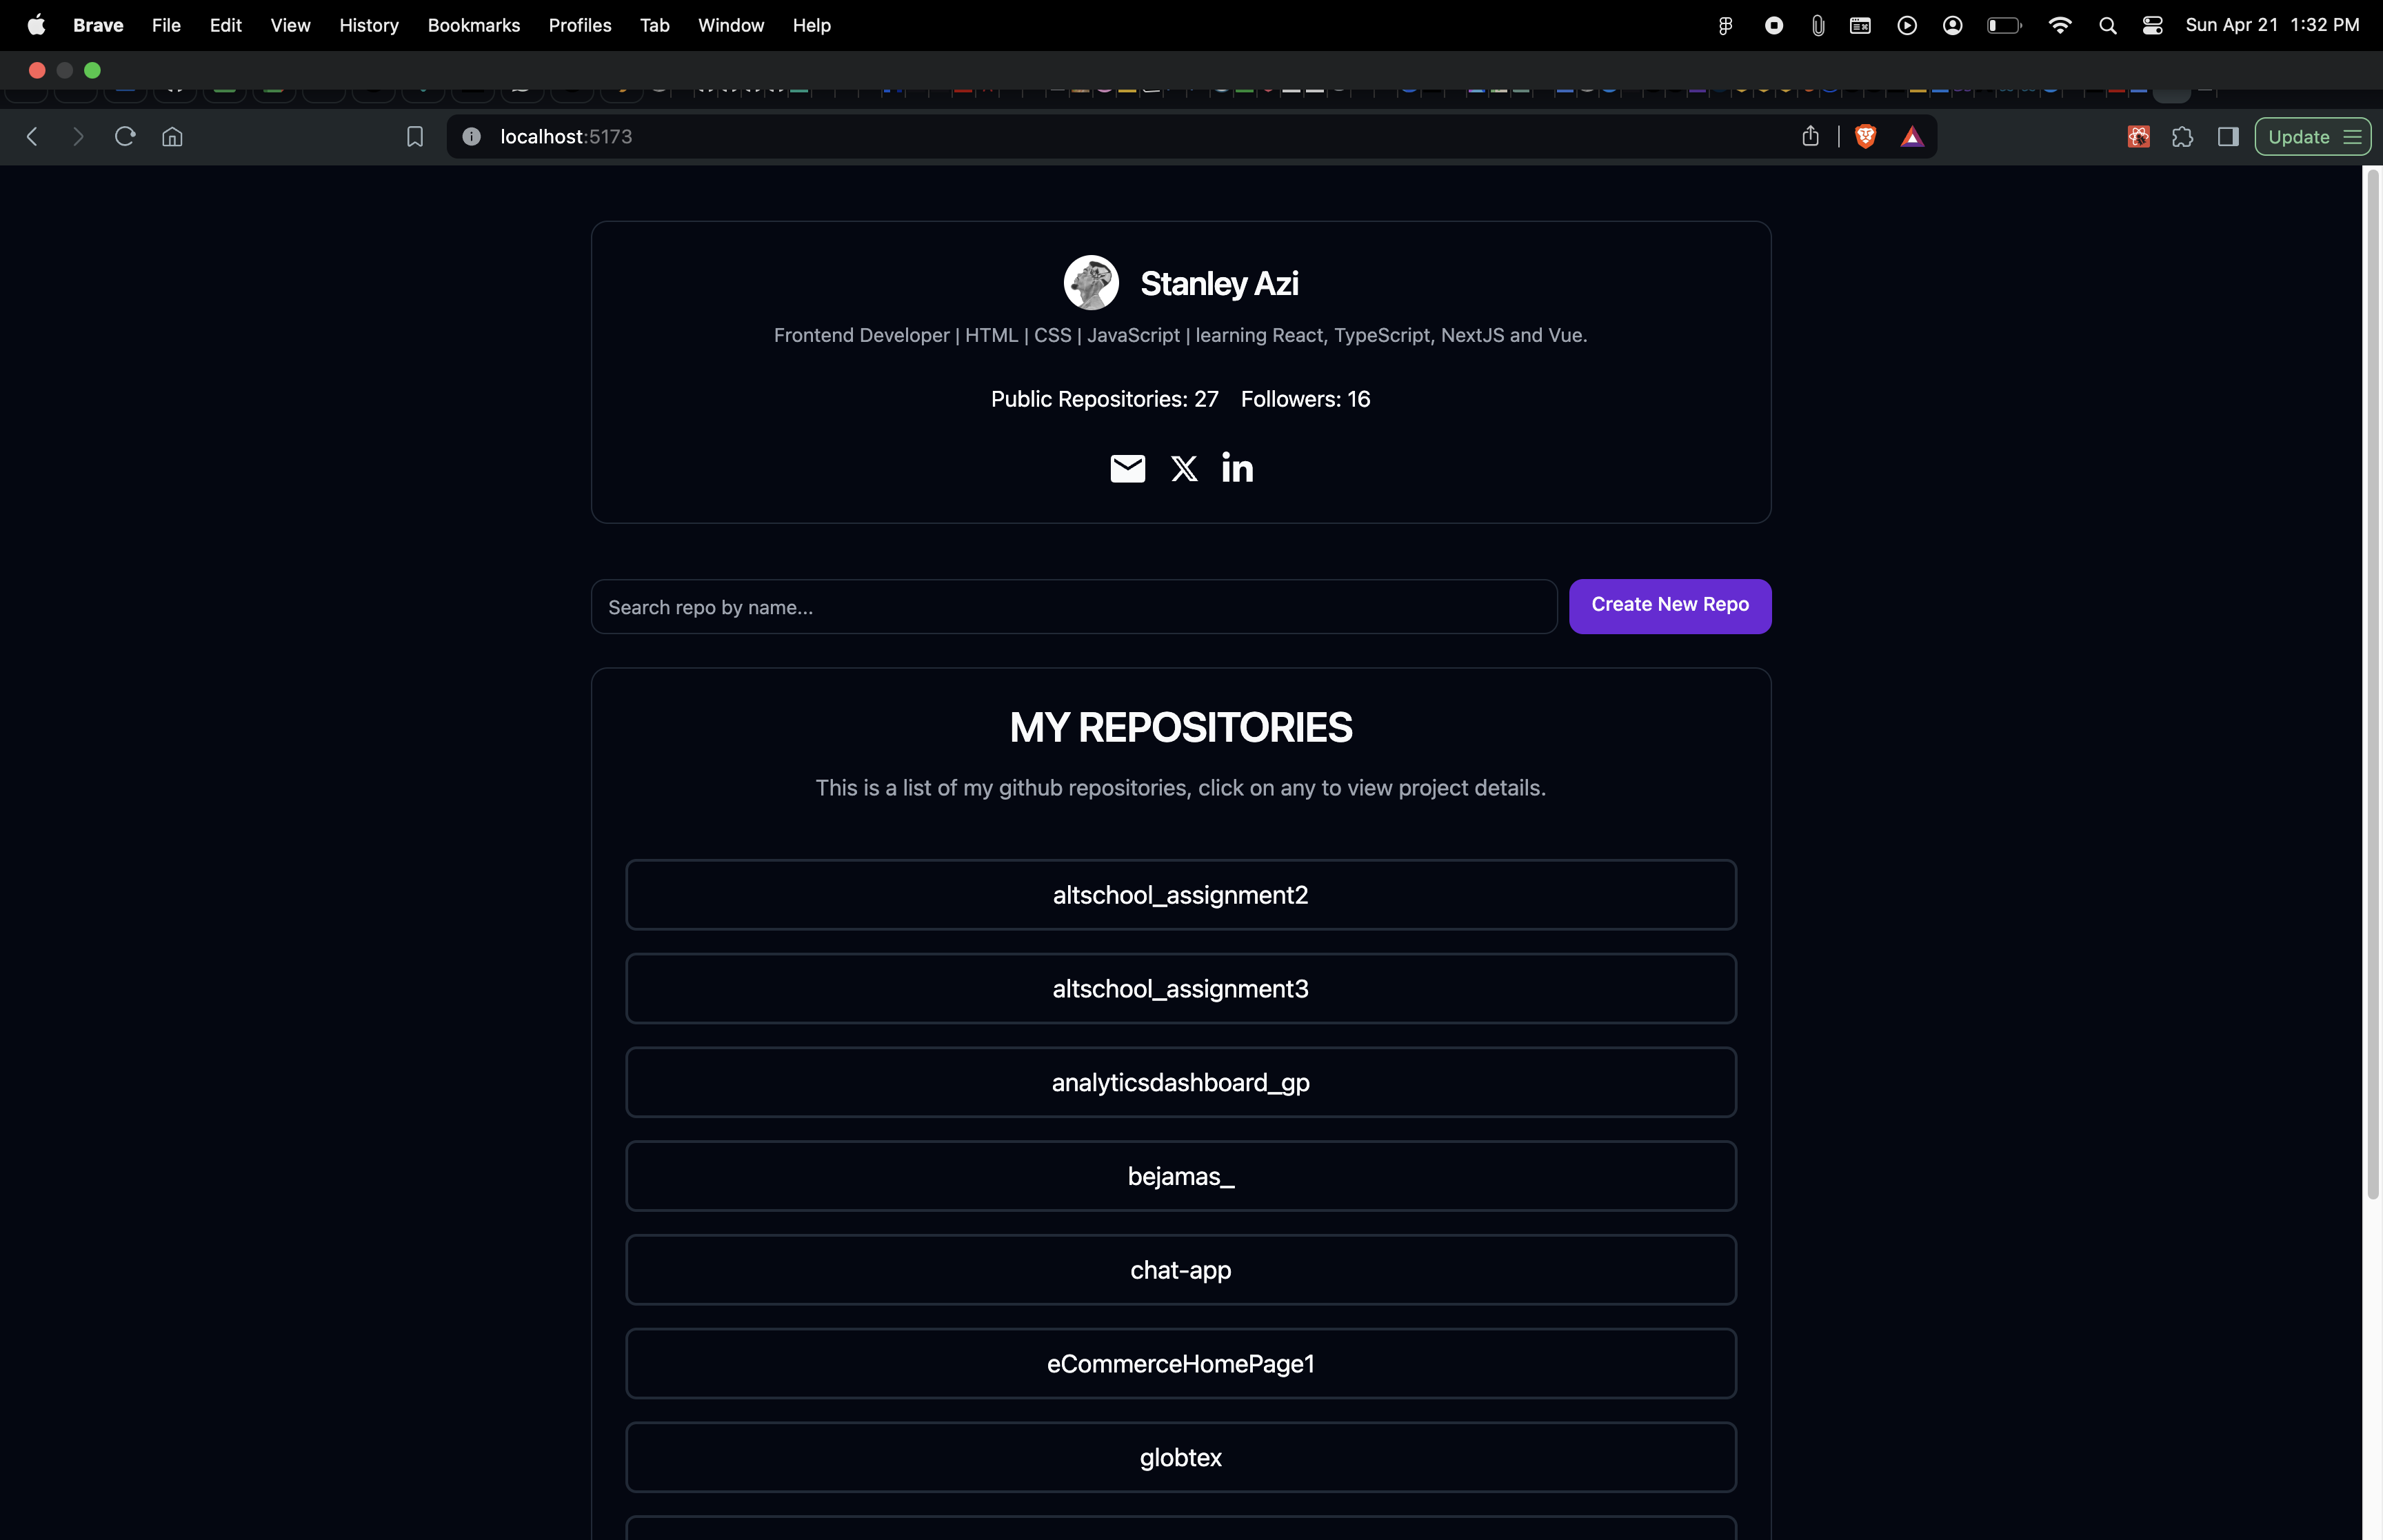 Brave File Edit View History Bookmarks Profiles Tab Window Help Sun Apr 21 1:32 PM
localhost:5173 Update
Stanley Azi
Frontend Developer | HTML | CSS | JavaScript | learning React, TypeScript, NextJS and Vue.
Public Repositories: 27 Followers: 16
Search repo by name...
Create New Repo
MY REPOSITORIES
This is a list of my github repositories, click on any to view project details.
altschool_assignment2
altschool_assignment3
analyticsdashboard_gp
bejamas_
chat-app
eCommerceHomePage1
globtex